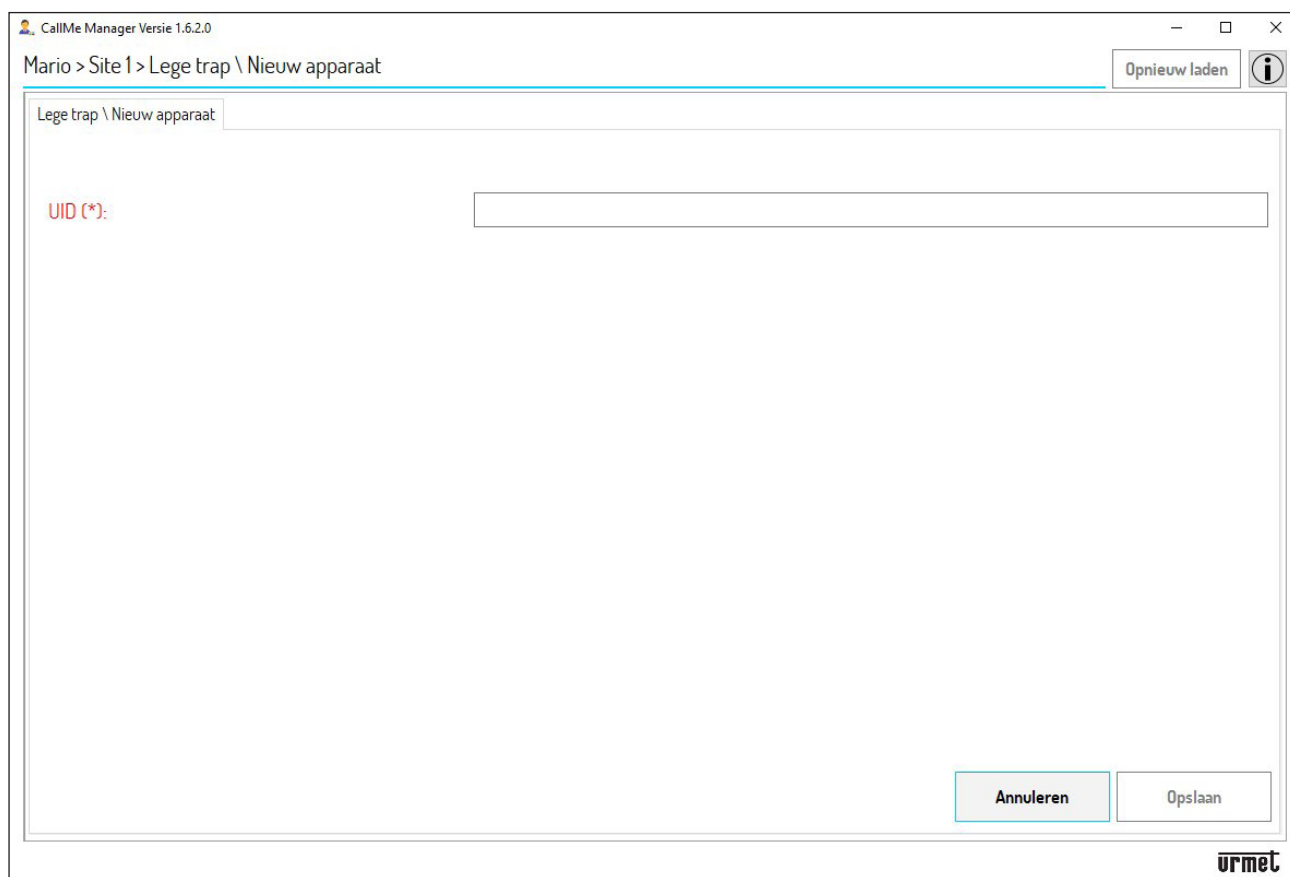 CallMe Manager Versie 1.6.2.0
Mario > Site 1 > Lege trap \ Nieuw apparaat
Opnieuw laden
Lege trap \ Nieuw apparaat
UID (*):
Annuleren
Opslaan
urmet